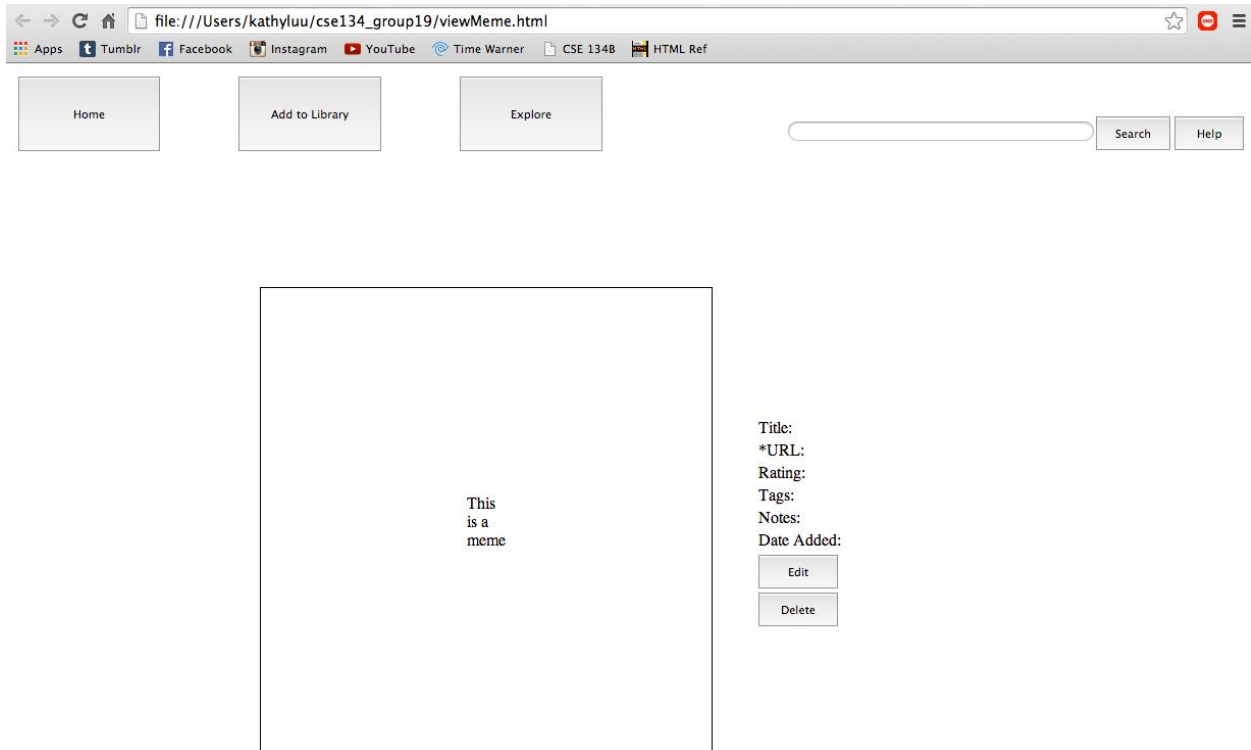 file:///Users/kathyluu/cse134_group19/viewMeme.html
Apps Tumblr Facebook Instagram YouTube Time Warner CSE 134B HTML Ref
Home Add to Library Explore
Search Help
This
is a
meme
Title:
*URL:
Rating:
Tags:
Notes:
Date Added:
Edit
Delete